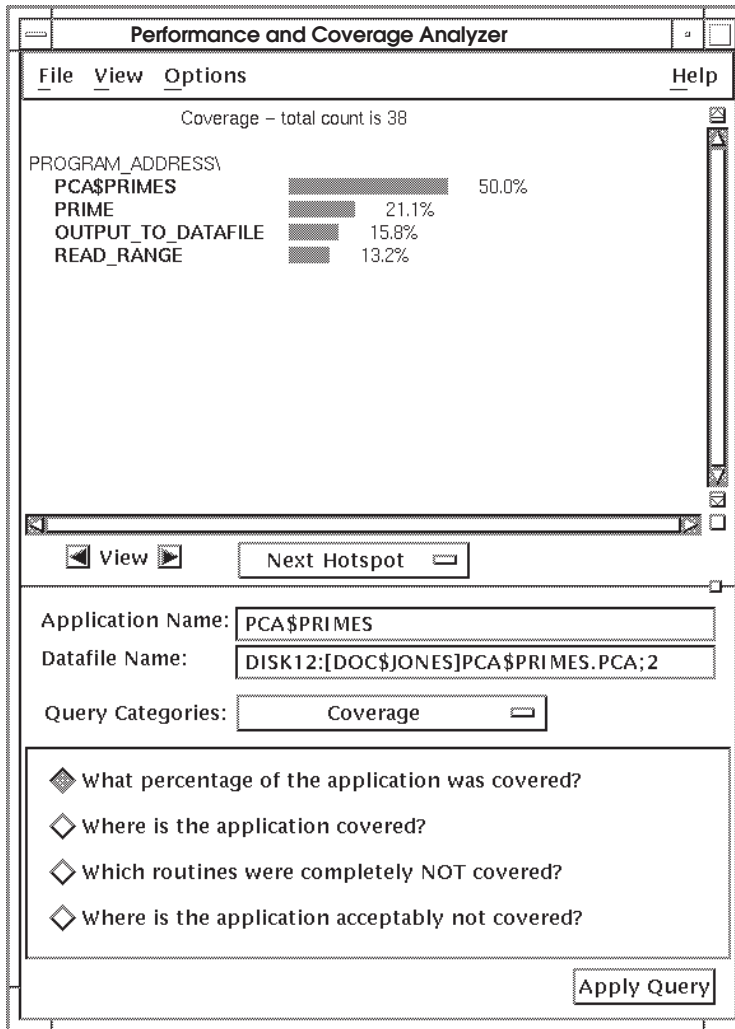 Performance and Coverage Analyzer
File View Options Help
Coverage – total count is 38
PROGRAM_ADDRESS\
PCA$PRIMES 50.0%
PRIME 21.1%
OUTPUT_TO_DATAFILE 15.8%
READ_RANGE 13.2%
View Next Hotspot
Application Name: PCA$PRIMES
Datafile Name: DISK12:[DOC$JONES]PCA$PRIMES.PCA;2
Query Categories: Coverage
What percentage of the application was covered?
Where is the application covered?
Which routines were completely NOT covered?
Where is the application acceptably not covered?
Apply Query